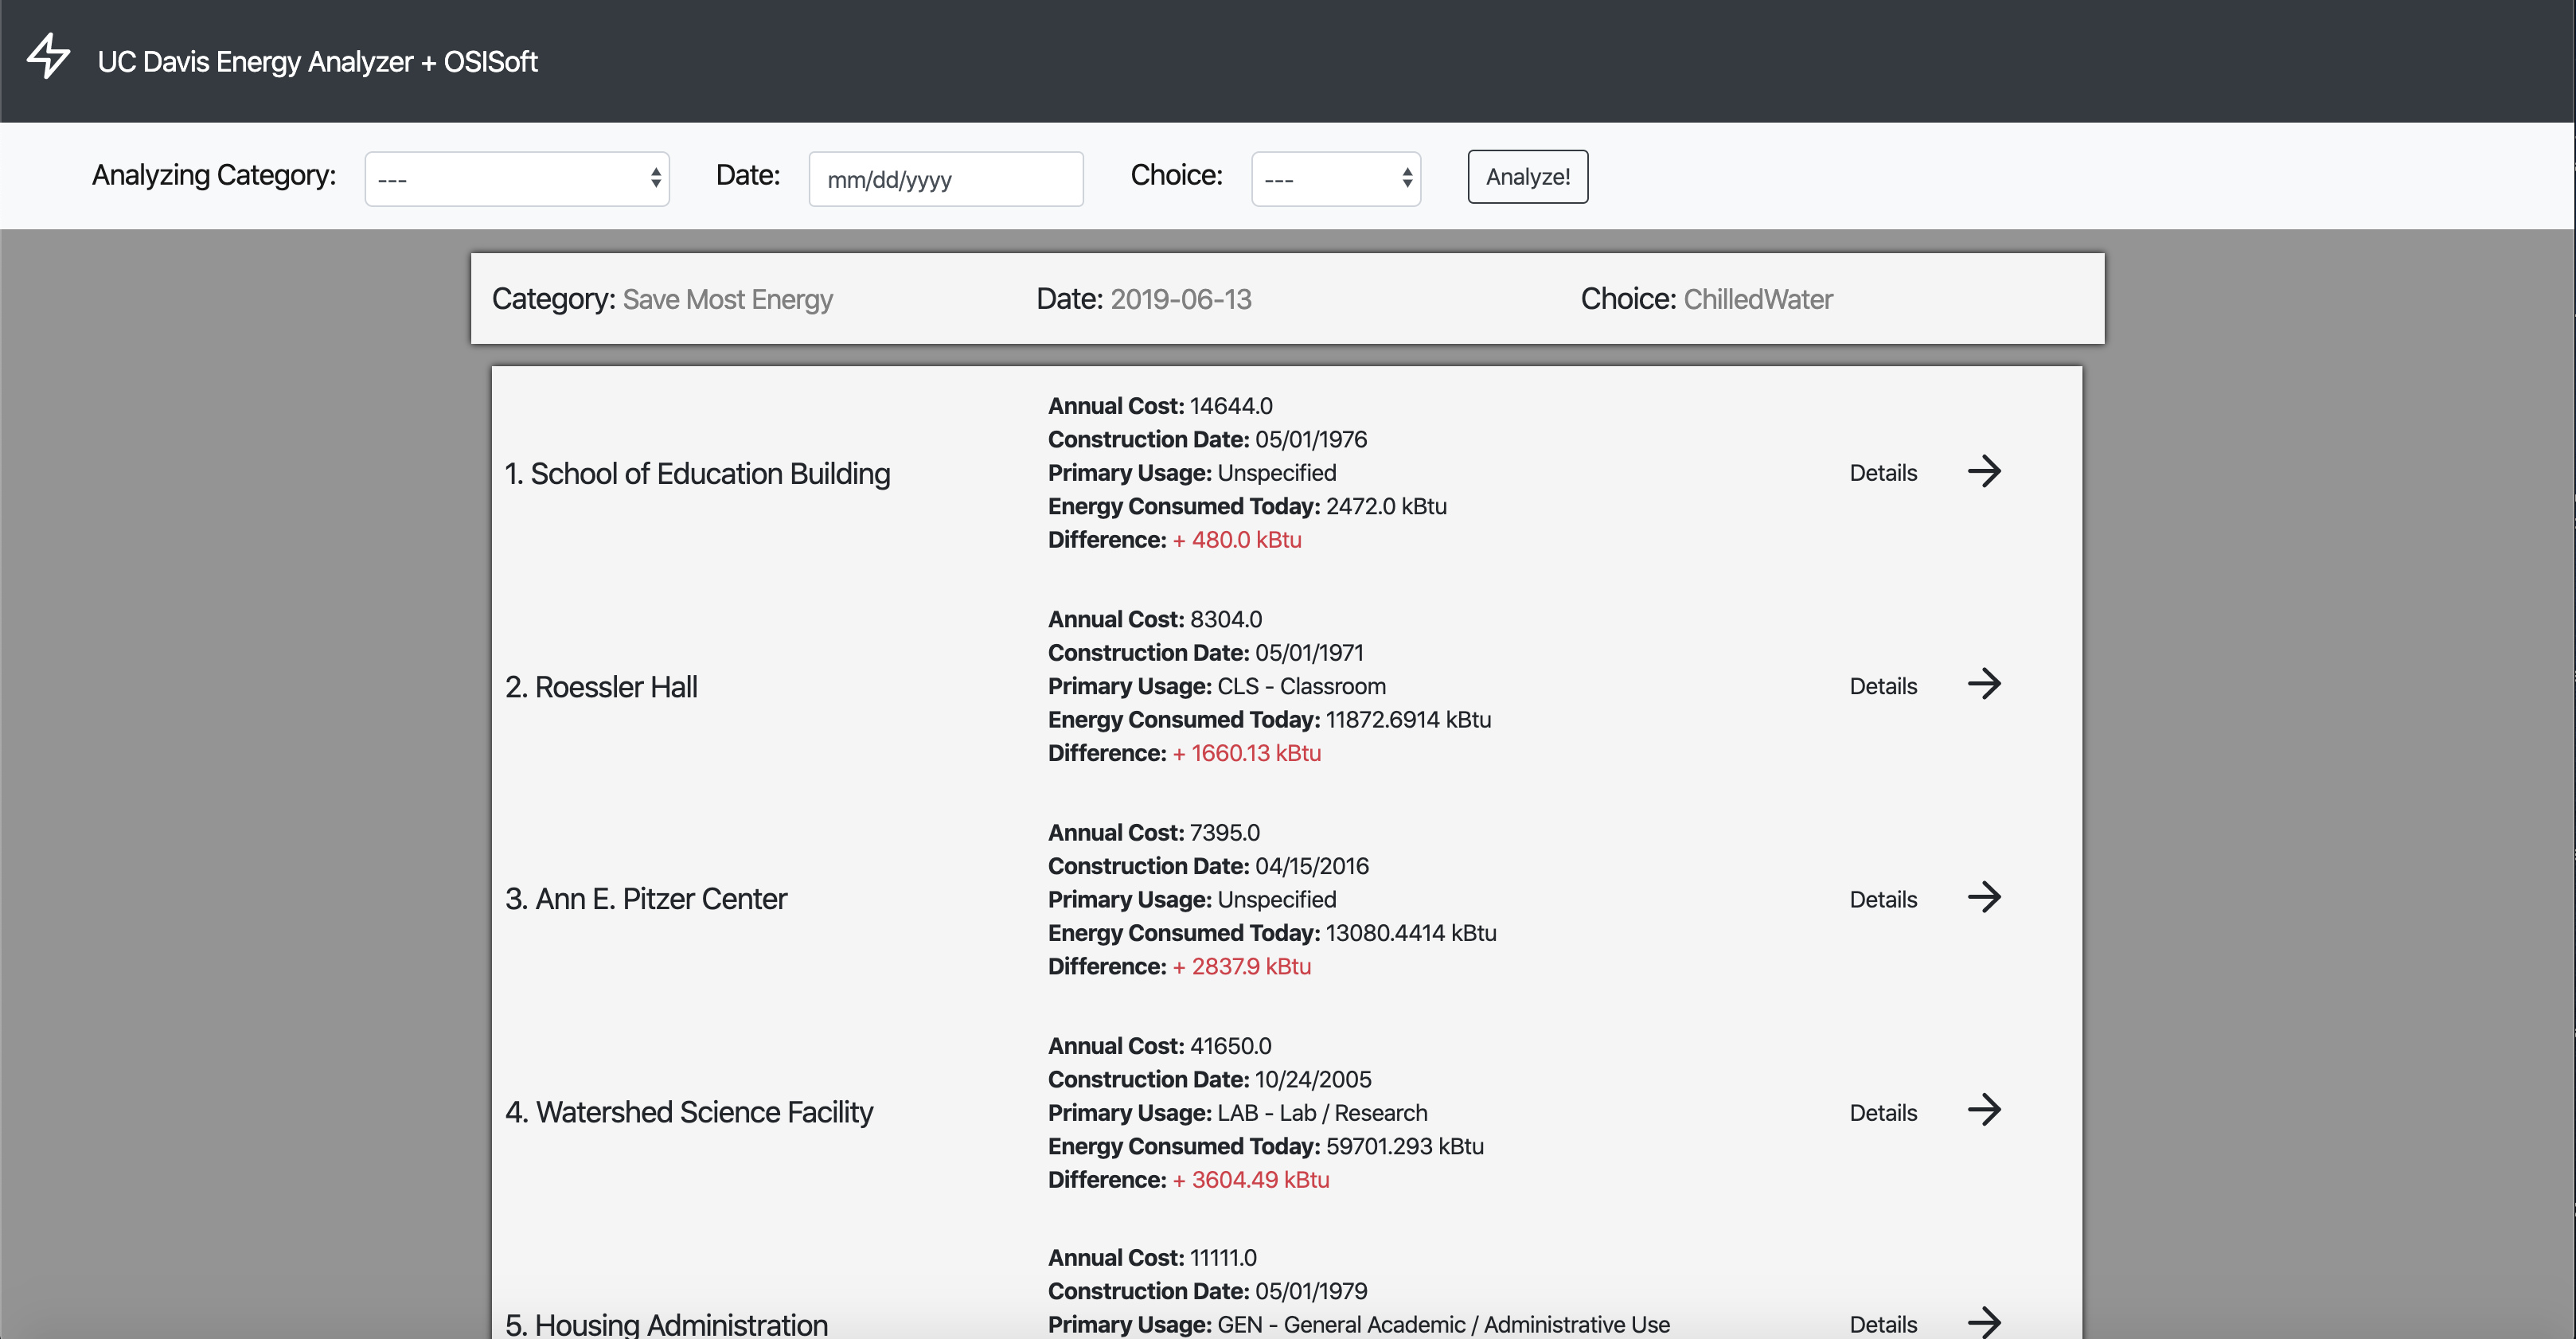 UC Davis Energy Analyzer + OSISoft
Analyzing Category: --- Date: mm/dd/yyyy Choice: --- Analyze!
Category: Save Most Energy Date: 2019-06-13 Choice: ChilledWater
1. School of Education Building
Annual Cost: 14644.0
Construction Date: 05/01/1976
Primary Usage: Unspecified
Energy Consumed Today: 2472.0 kBtu
Difference: + 480.0 kBtu
Details
2. Roessler Hall
Annual Cost: 8304.0
Construction Date: 05/01/1971
Primary Usage: CLS - Classroom
Energy Consumed Today: 11872.6914 kBtu
Difference: + 1660.13 kBtu
Details
3. Ann E. Pitzer Center
Annual Cost: 7395.0
Construction Date: 04/15/2016
Primary Usage: Unspecified
Energy Consumed Today: 13080.4414 kBtu
Difference: + 2837.9 kBtu
Details
4. Watershed Science Facility
Annual Cost: 41650.0
Construction Date: 10/24/2005
Primary Usage: LAB - Lab / Research
Energy Consumed Today: 59701.293 kBtu
Difference: + 3604.49 kBtu
Details
5. Housing Administration
Annual Cost: 11111.0
Construction Date: 05/01/1979
Primary Usage: GEN - General Academic / Administrative Use
Details